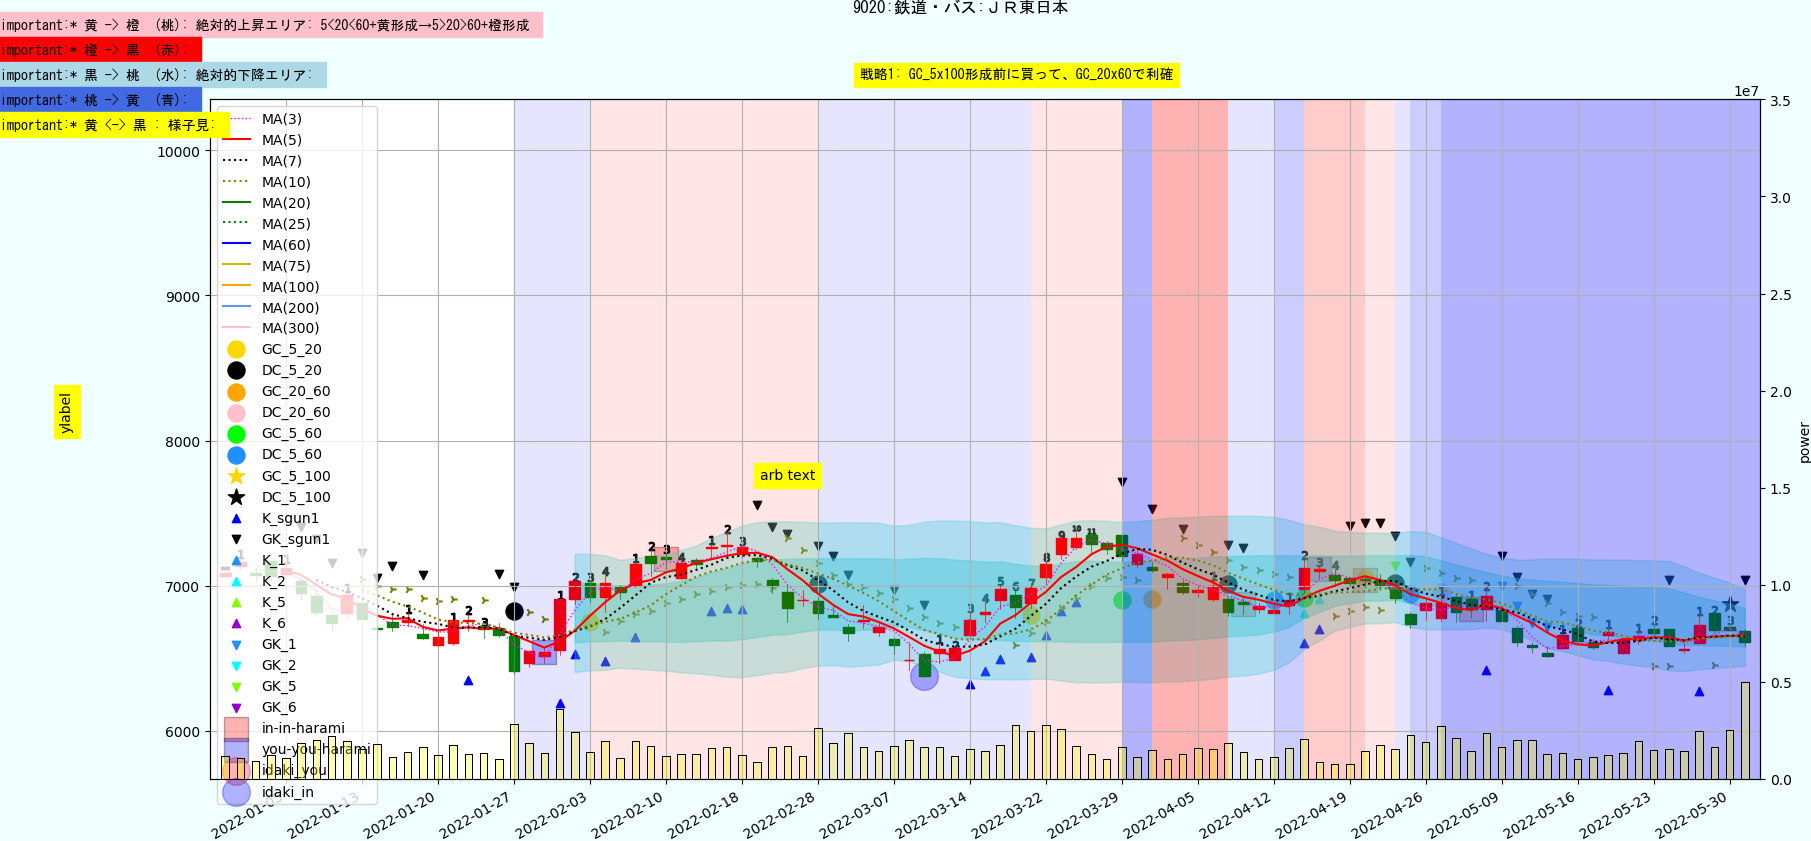 9020:鉄道・バス:ＪＲ東日本
important:* 黄 -> 橙 (桃): 絶対的上昇エリア: 5<20<60+黄形成→5>20>60+橙形成
important:* 橙 -> 黒 (赤):
important:* 黒 -> 桃 (水): 絶対的下降エリア:
important:* 桃 -> 黄 (青):
important:* 黄 <-> 黒 : 様子見:
戦略1: GC_5x100形成前に買って、GC_20x60で利確
1e7
MA(3)
MA(5)
MA(7)
MA(10)
MA(20)
MA(25)
MA(60)
MA(75)
MA(100)
MA(200)
MA(300)
GC_5_20
DC_5_20
GC_20_60
DC_20_60
GC_5_60
DC_5_60
GC_5_100
DC_5_100
K_sgun1
GK_sgun1
K_1
K_2
K_5
K_6
GK_1
GK_2
GK_5
GK_6
in-in-harami
you-you-harami
idaki_you
idaki_in
10000
9000
8000
7000
6000
ylabel
arb text
3.5
3.0
2.5
2.0
1.5
1.0
0.5
0.0
power
2022-01-13
2022-01-20
2022-01-27
2022-02-03
2022-02-10
2022-02-18
2022-02-28
2022-03-07
2022-03-14
2022-03-22
2022-03-29
2022-04-05
2022-04-12
2022-04-19
2022-04-26
2022-05-09
2022-05-16
2022-05-23
2022-05-30